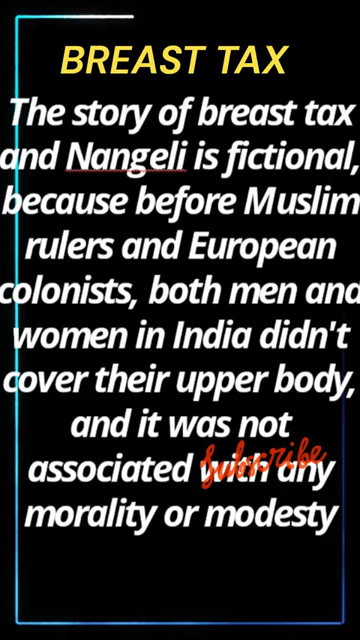 BREAST TAX
The story of breast tax
and Nangeli is fictional,
because before Muslim
rulers and European
colonists, both men and
women in India didn't
cover their upper body,
and it was not
associated with any
Subscribe
morality or modesty